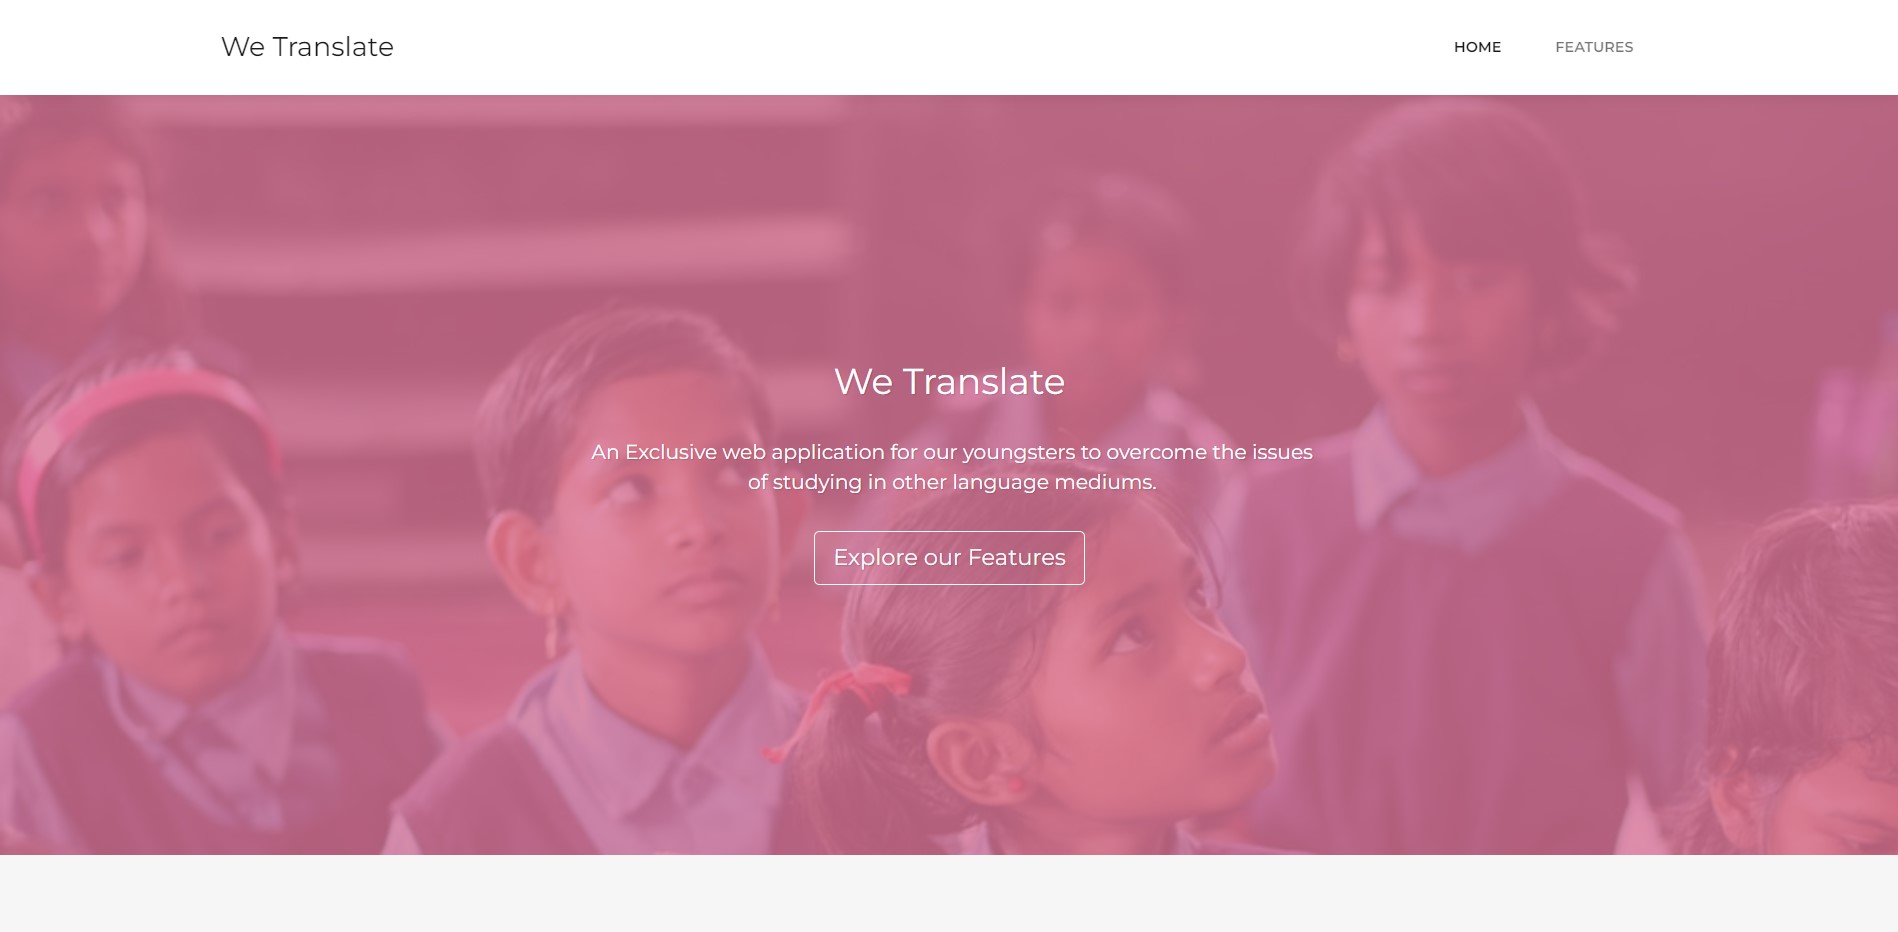 We Translate
HOME
FEATURES
We Translate
An Exclusive web application for our youngsters to overcome the issues
of studying in other language mediums.
Explore our Features